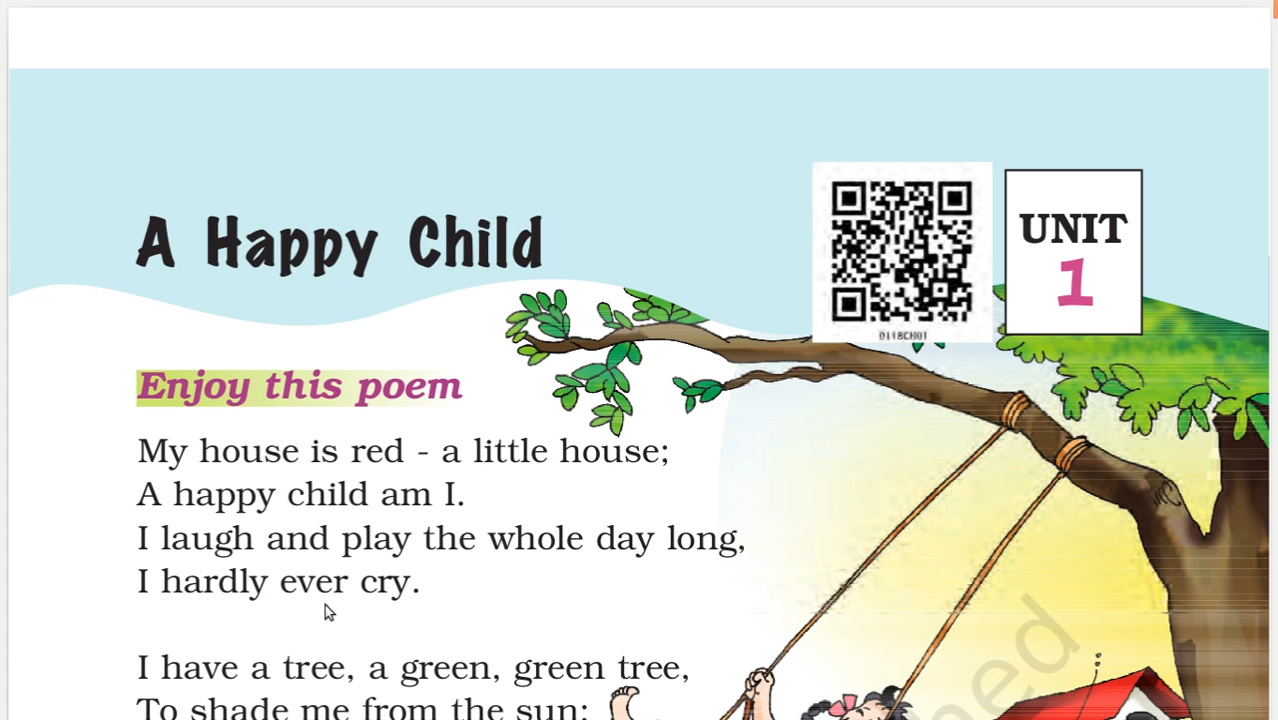 A Happy Child
UNIT
1
0118CH01
Enjoy this poem
My house is red - a little house;
A happy child am I.
I laugh and play the whole day long,
I hardly ever cry.
I have a tree, a green, green tree,
To shade me from the sun;